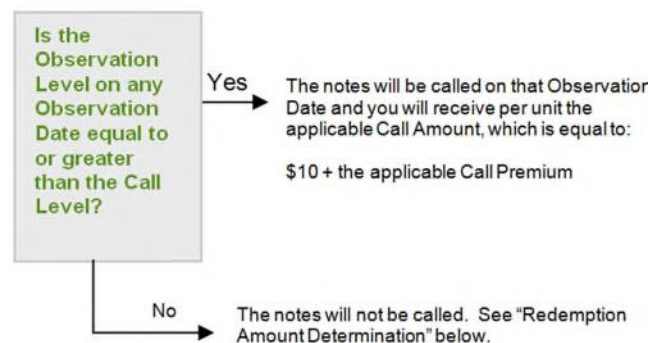 Is the
Observation
Level on any
Observation
Date equal to
or greater
than the Call
Level?
Yes
The notes will be called on that Observation
Date and you will receive per unit the
applicable Call Amount, which is equal to:
$10 + the applicable Call Premium
No
The notes will not be called. See “Redemption
Amount Determination” below.